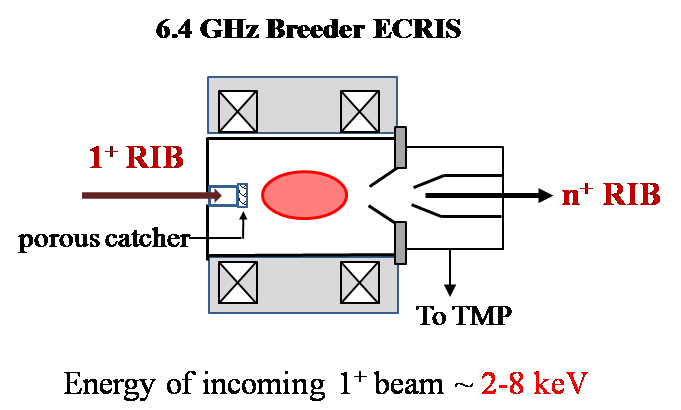 6.4 GHz Breeder ECRIS
1⁺ RIB
n⁺ RIB
porous catcher
To TMP
Energy of incoming 1⁺ beam ~ 2-8 keV